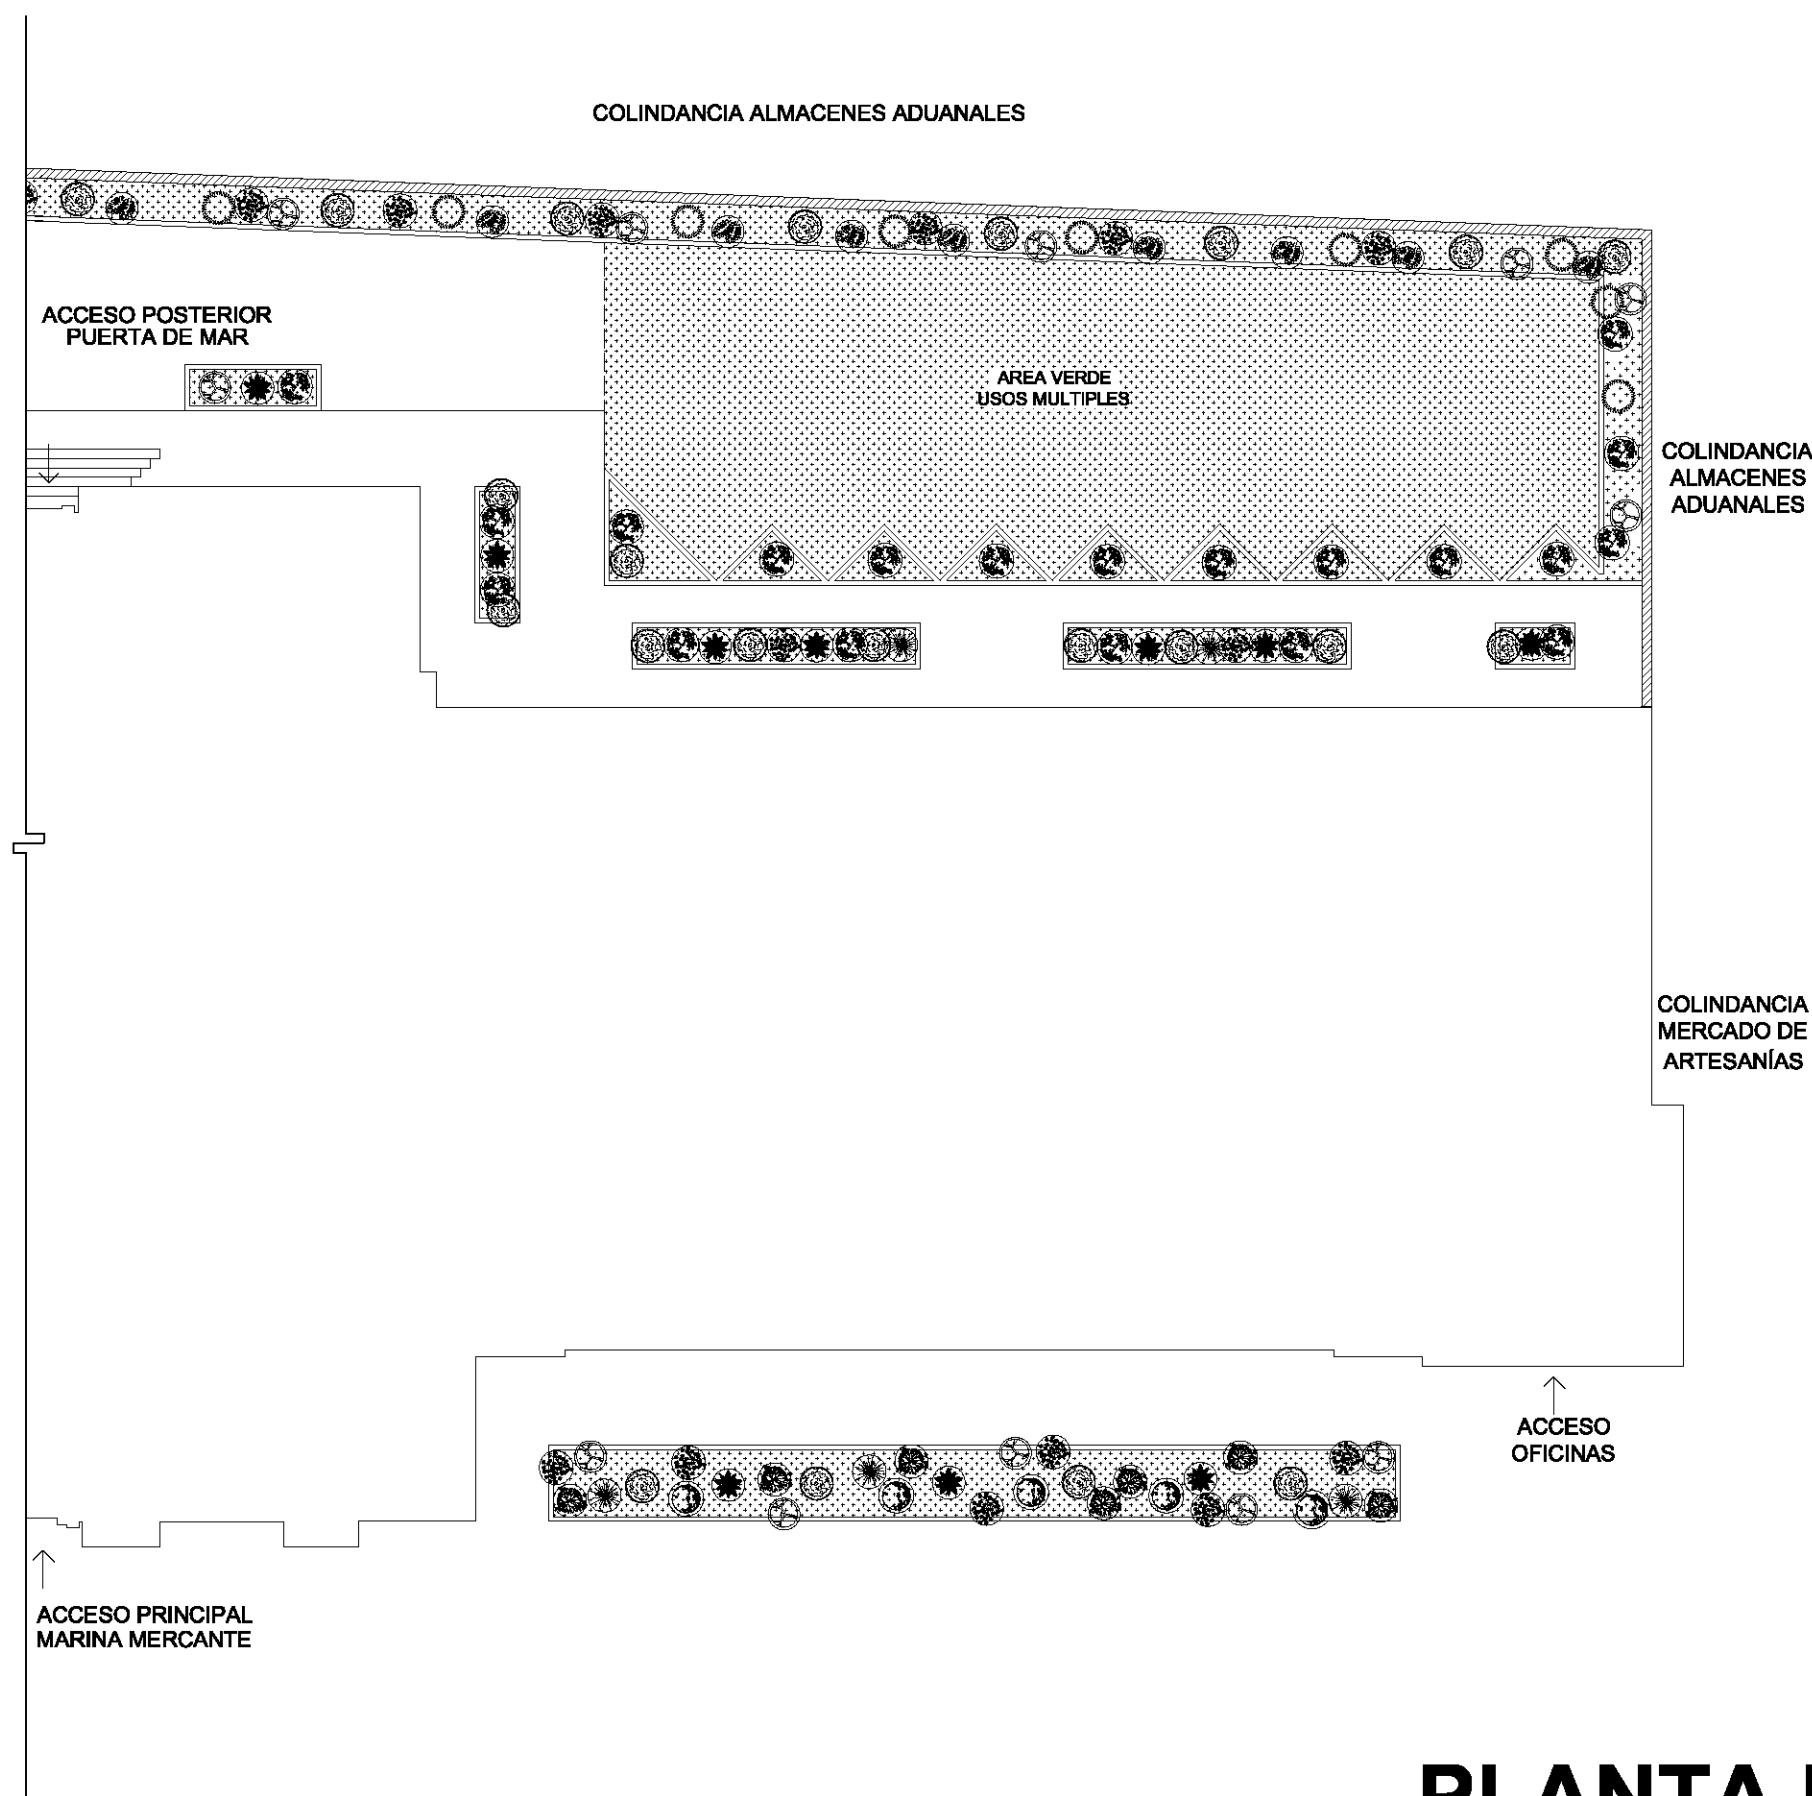 COLINDANCIA ALMACENES ADUANALES
ACCESO POSTERIOR
PUERTA DE MAR
AREA VERDE
USOS MULTIPLES
COLINDANCIA
ALMACENES
ADUANALES
COLINDANCIA
MERCADO DE
ARTESANÍAS
ACCESO
OFICINAS
ACCESO PRINCIPAL
MARINA MERCANTE
PLANTA